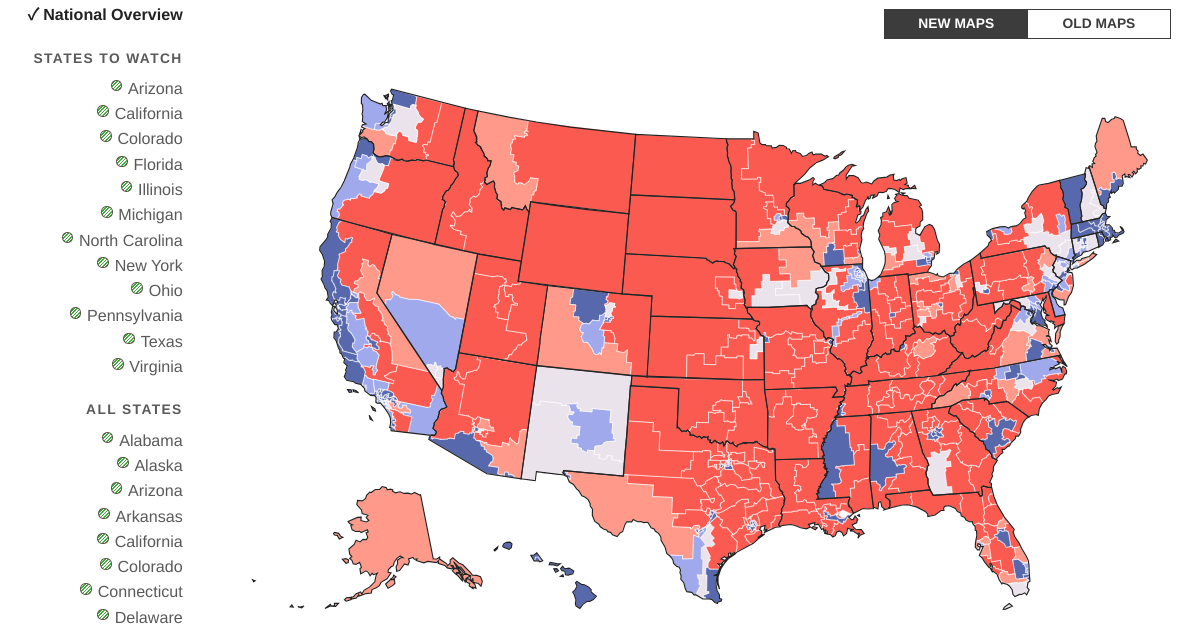 ✓ National Overview
NEW MAPS
OLD MAPS
STATES TO WATCH
Arizona
California
Colorado
Florida
Illinois
Michigan
North Carolina
New York
Ohio
Pennsylvania
Texas
Virginia
ALL STATES
Alabama
Alaska
Arizona
Arkansas
California
Colorado
Connecticut
Delaware